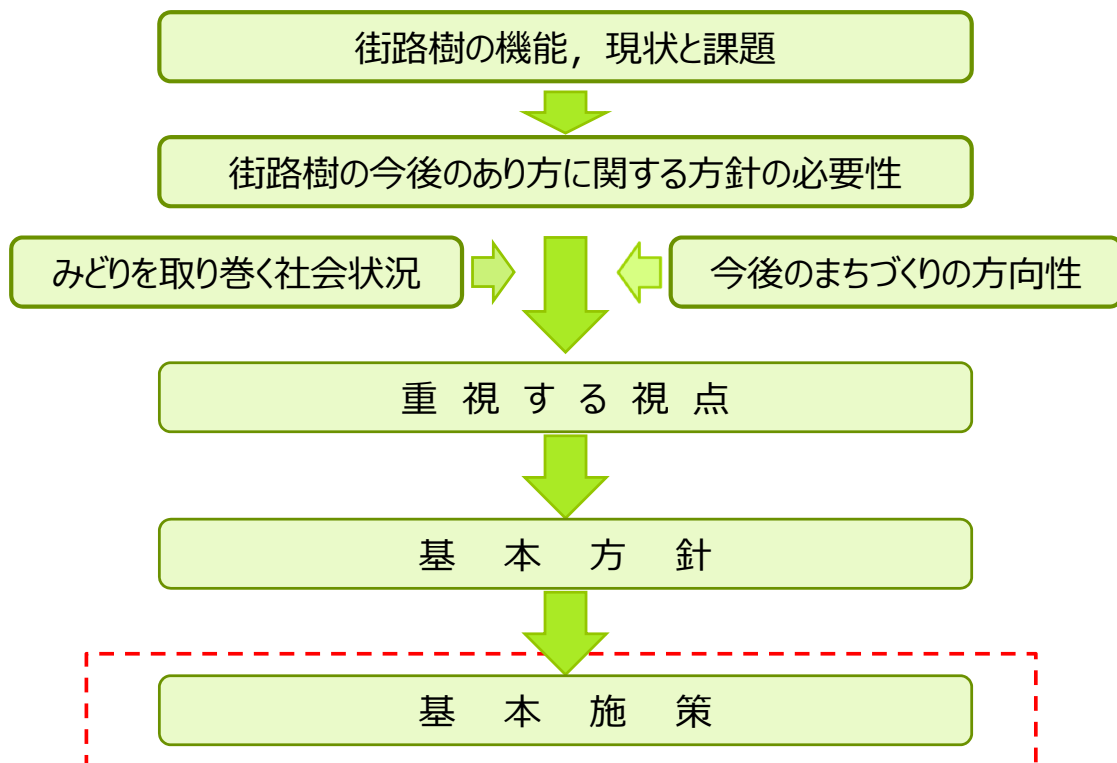 街路樹の機能，現状と課題
街路樹の今後のあり方に関する方針の必要性
みどりを取り巻く社会状況
今後のまちづくりの方向性
重視する視点
基本方針
基本施策